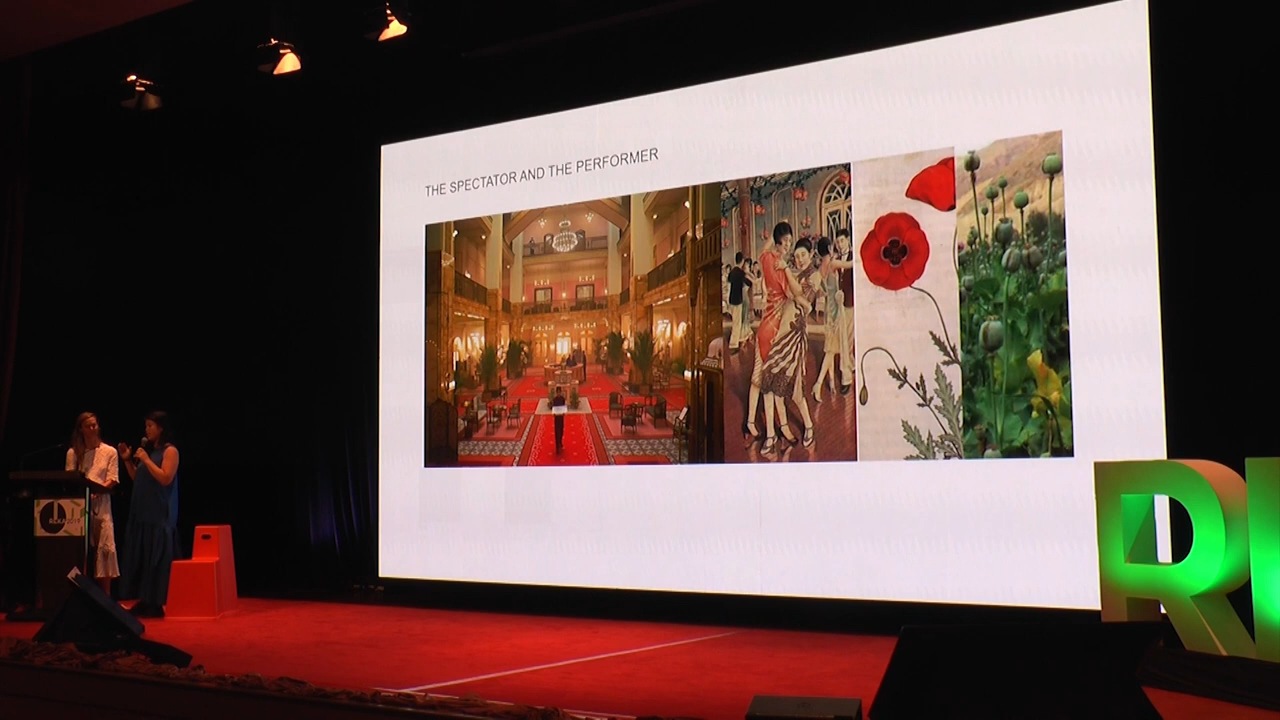 THE SPECTATOR AND THE PERFORMER
R